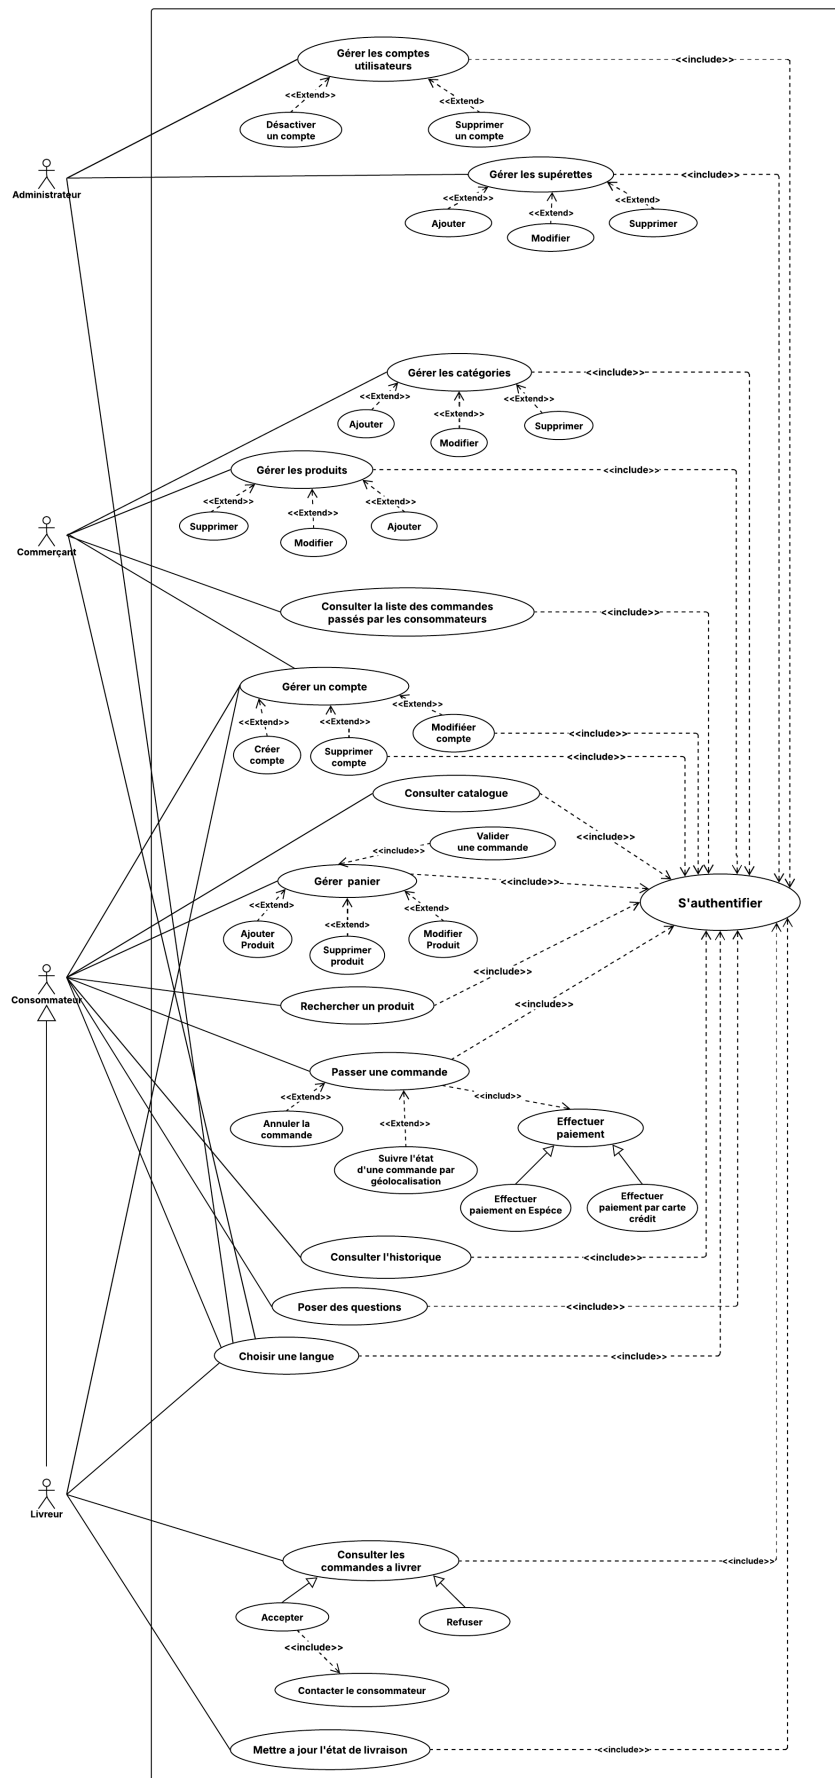 Gérer les comptes
utilisateurs
<<include>>
<<Extend>>
<<Extend>
Désactiver
un compte
Supprimer
un compte
Administrateur
Gérer les supérettes
<<include>>
<<Extend>>
<<Extend>
<<Extend>
Ajouter
Modifier
Supprimer
Gérer les catégories
<<include>>
<<Extend>>
<<Extend>>
<<Extend>>
Ajouter
Modifier
Supprimer
Gérer les produits
<<include>>
<<Extend>>
<<Extend>>
<<Extend>>
Supprimer
Modifier
Ajouter
Commerçant
Consulter la liste des commandes
passés par les consommateurs
<<include>>
Gérer un compte
<<Extend>>
<<Extend>>
<<Extend>>
Créer
compte
Supprimer
compte
Modifiéer
compte
<<include>>
<<include>>
Consulter catalogue
<<include>>
Valider
une commande
<<include>>
Gérer panier
<<include>>
S'authentifier
<<Extend>
<<Extend>
<<Extend>
Ajouter
Produit
Supprimer
produit
Modifier
Produit
Consommateur
Rechercher un produit
<<include>>
<<include>>
Passer une commande
<<Extend>>
<<Extend>>
<<includ>>
Annuler la
commande
Suivre l'état
d'une commande par
géolocalisation
Effectuer
paiement
Effectuer
paiement en Espéce
Effectuer
paiement par carte
crédit
Consulter l'historique
<<include>>
Poser des questions
<<include>>
Choisir une langue
<<include>>
Livreur
Consulter les
commandes a livrer
<<include>>
Accepter
Refuser
<<include>>
Contacter le consommateur
Mettre a jour l'état de livraison
<<include>>